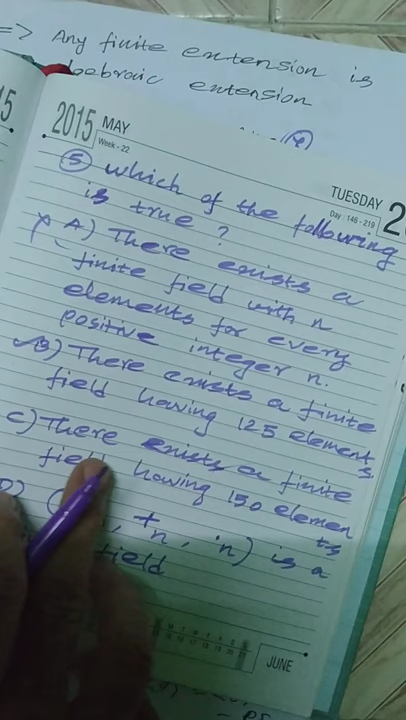 => Any finite extension is
algebraic extension
15
2015 MAY
Week - 22
TUESDAY
Day : 146 - 219
2
⑤ which of the following
is true ?
x A) There exists a
finite field with n
elements for every
positive integer n.
B) There exists a finite
field having 125 elements
C) There exists a finite
field having 150 elements
D) ( , +n, ·n) is a
field
JUNE